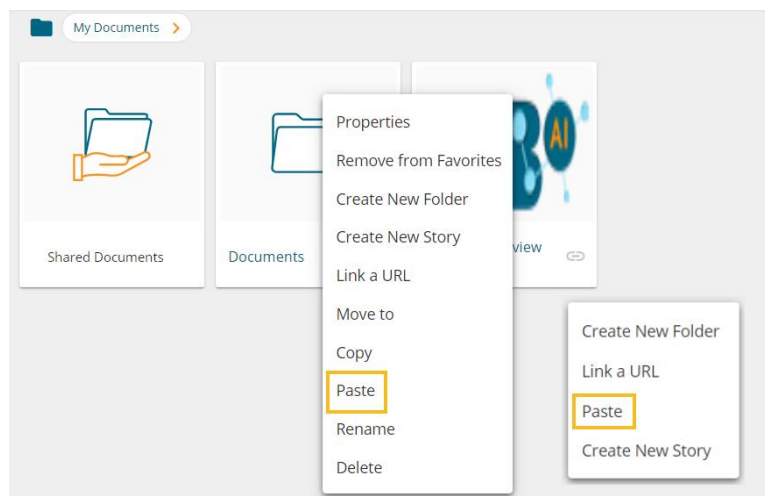 My Documents >
AI
Shared Documents
Documents
view
Properties
Remove from Favorites
Create New Folder
Create New Story
Link a URL
Move to
Copy
Paste
Rename
Delete
Create New Folder
Link a URL
Paste
Create New Story